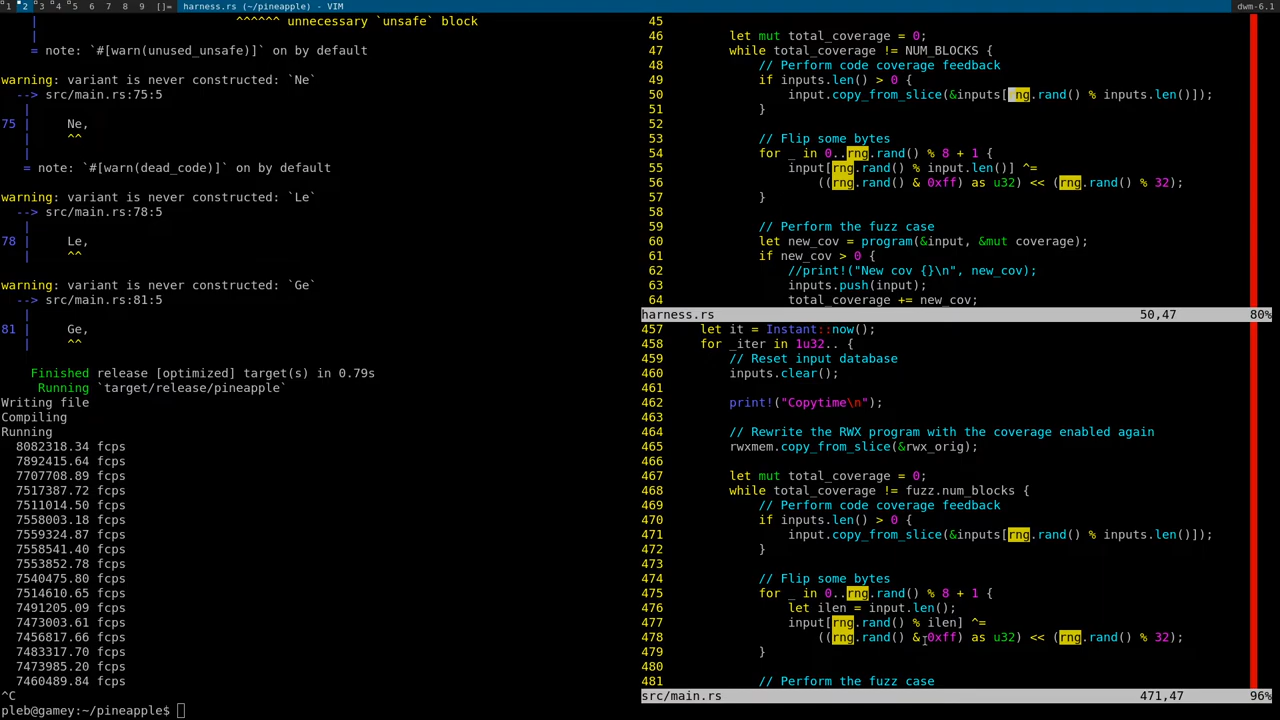 1 2 3 4 5 6 7 8 9 []= harness.rs (~/pineapple) - VIM dwm-6.1
| ^^^^^^ unnecessary `unsafe` block
|
= note: `#[warn(unused_unsafe)]` on by default
warning: variant is never constructed: `Ne`
--> src/main.rs:75:5
|
75 | Ne,
| ^^
|
= note: `#[warn(dead_code)]` on by default
warning: variant is never constructed: `Le`
--> src/main.rs:78:5
|
78 | Le,
| ^^
warning: variant is never constructed: `Ge`
--> src/main.rs:81:5
|
81 | Ge,
| ^^
Finished release [optimized] target(s) in 0.79s
Running `target/release/pineapple`
Writing file
Compiling
Running
8082318.34 fcps
7892415.64 fcps
7707708.89 fcps
7517387.72 fcps
7511014.50 fcps
7558003.18 fcps
7559324.87 fcps
7558541.40 fcps
7553852.78 fcps
7540475.80 fcps
7514610.65 fcps
7491205.09 fcps
7473003.61 fcps
7456817.66 fcps
7483317.70 fcps
7473985.20 fcps
7460489.84 fcps
^C
pleb@gamey:~/pineapple$
45
46 let mut total_coverage = 0;
47 while total_coverage != NUM_BLOCKS {
48 // Perform code coverage feedback
49 if inputs.len() > 0 {
50 input.copy_from_slice(&inputs[rng.rand() % inputs.len()]);
51 }
52
53 // Flip some bytes
54 for _ in 0..rng.rand() % 8 + 1 {
55 input[rng.rand() % input.len()] ^=
56 ((rng.rand() & 0xff) as u32) << (rng.rand() % 32);
57 }
58
59 // Perform the fuzz case
60 let new_cov = program(&input, &mut coverage);
61 if new_cov > 0 {
62 //print!("New cov {}\n", new_cov);
63 inputs.push(input);
64 total_coverage += new_cov;
harness.rs 50,47 80%
457 let it = Instant::now();
458 for _iter in 1u32.. {
459 // Reset input database
460 inputs.clear();
461
462 print!("Copytime\n");
463
464 // Rewrite the RWX program with the coverage enabled again
465 rwxmem.copy_from_slice(&rwx_orig);
466
467 let mut total_coverage = 0;
468 while total_coverage != fuzz.num_blocks {
469 // Perform code coverage feedback
470 if inputs.len() > 0 {
471 input.copy_from_slice(&inputs[rng.rand() % inputs.len()]);
472 }
473
474 // Flip some bytes
475 for _ in 0..rng.rand() % 8 + 1 {
476 let ilen = input.len();
477 input[rng.rand() % ilen] ^=
478 ((rng.rand() & 0xff) as u32) << (rng.rand() % 32);
479 }
480
481 // Perform the fuzz case
src/main.rs 471,47 96%